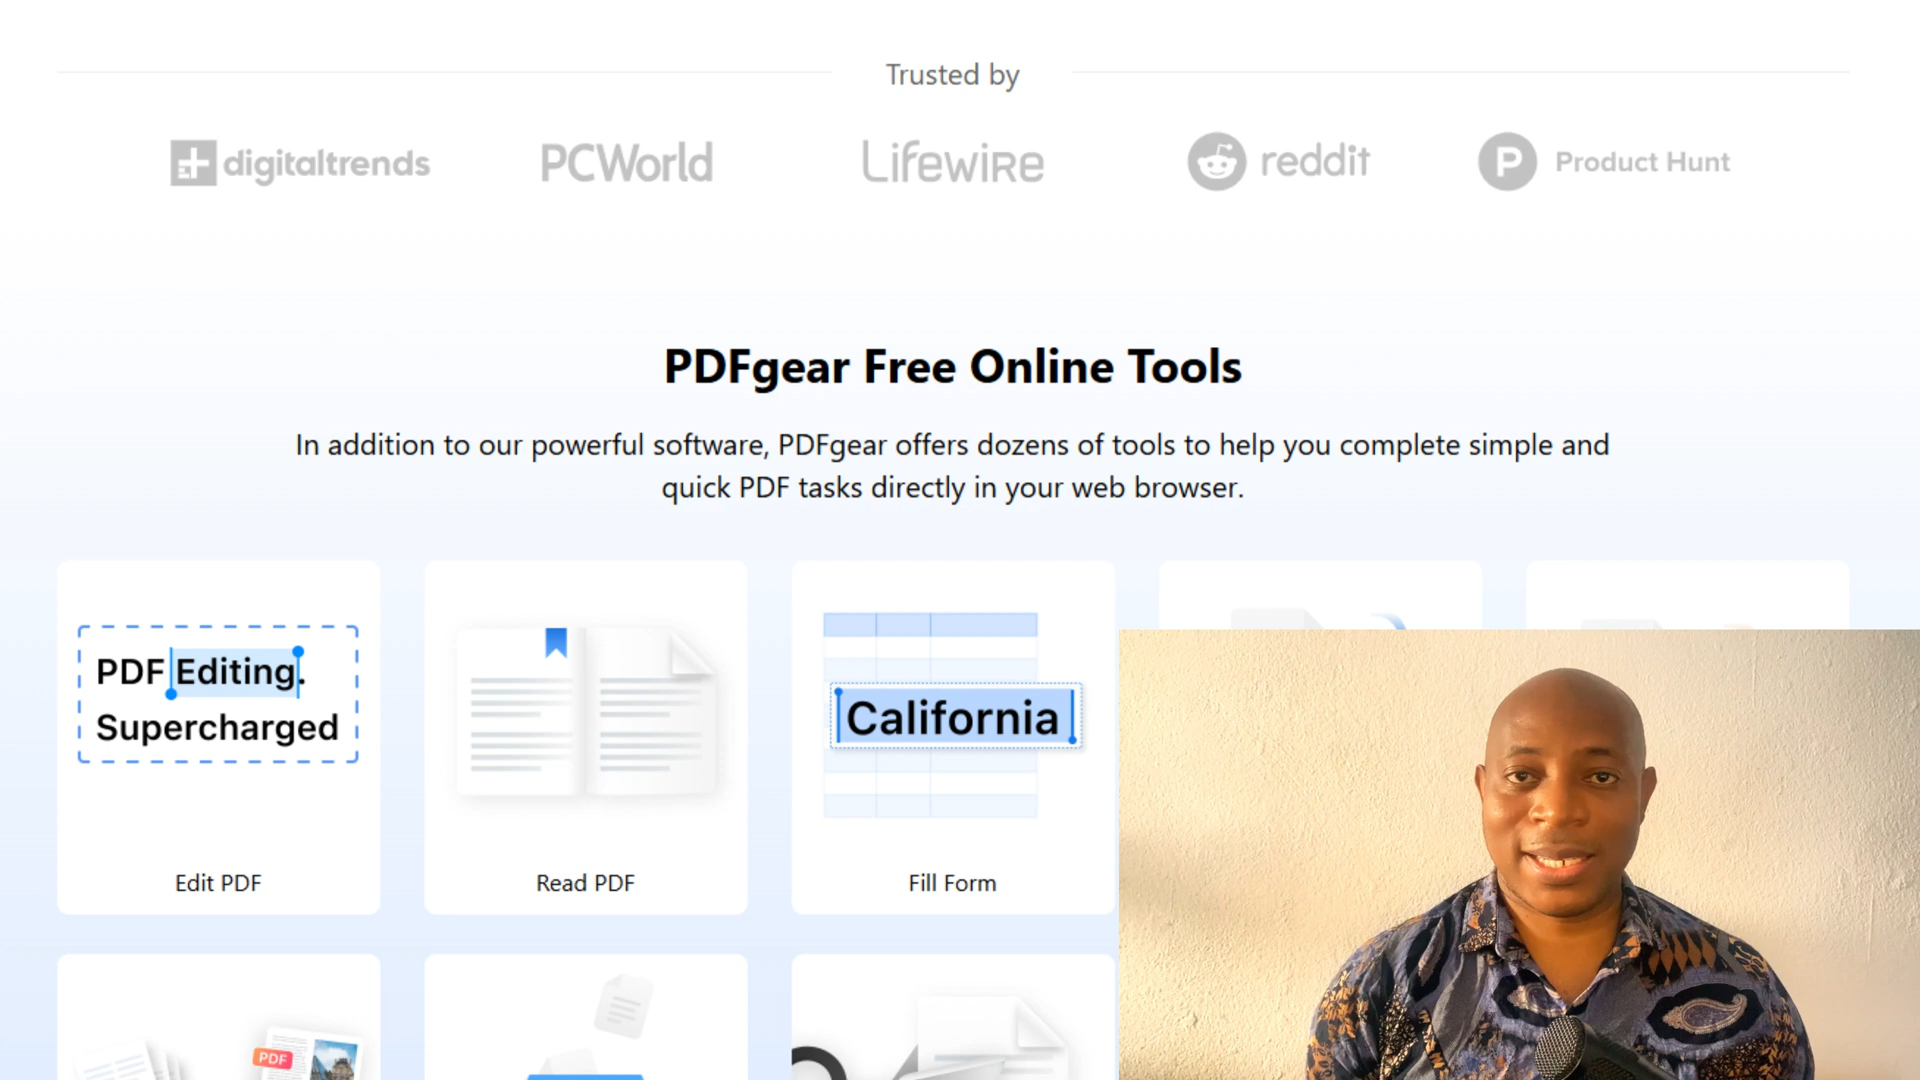 Trusted by
digitaltrends
PCWorld
Lifewire
reddit
Product Hunt
PDFgear Free Online Tools
In addition to our powerful software, PDFgear offers dozens of tools to help you complete simple and
quick PDF tasks directly in your web browser.
PDF Editing.
Supercharged
California
Edit PDF
Read PDF
Fill Form
PDF